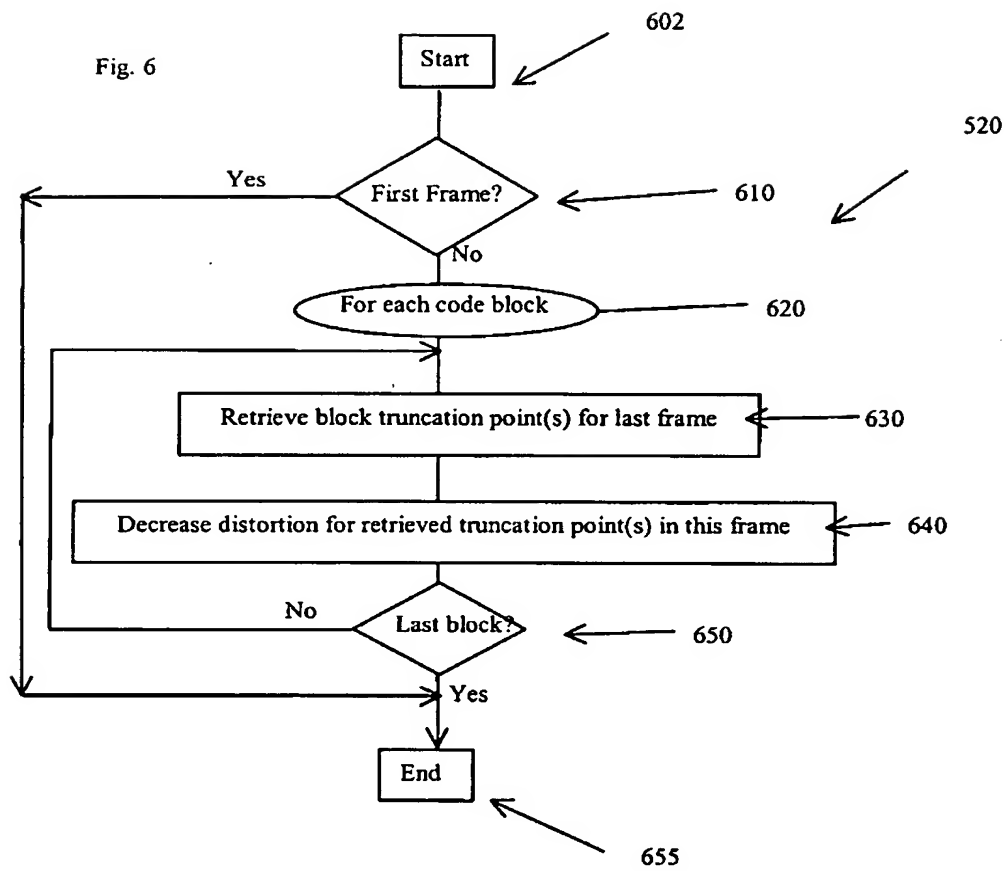 602
Fig. 6
Start
520
Yes
First Frame?
610
No
For each code block
620
Retrieve block truncation point(s) for last frame
630
Decrease distortion for retrieved truncation point(s) in this frame
640
No
Last block?
650
Yes
End
655